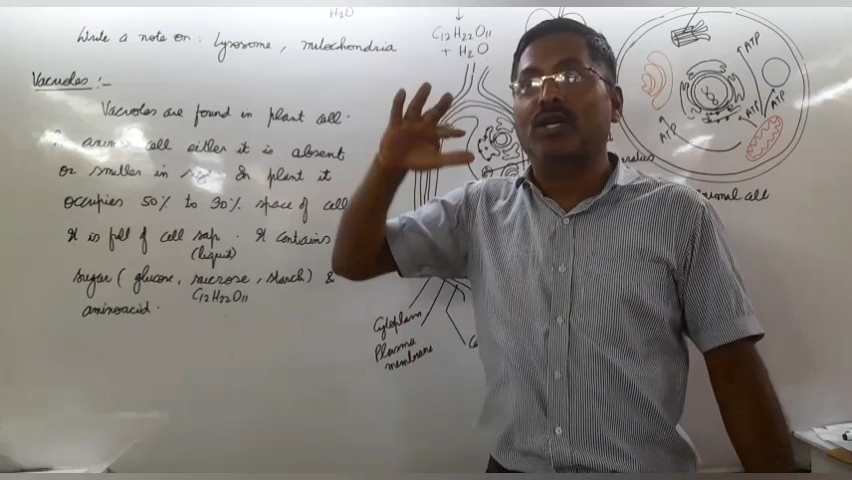 H2O
Write a note on : Lysosome, mitochondria
Vacuoles :-
Vacuoles are found in plant cell.
cell either it is absent
or smaller in In plant it
occupies 50% to 90% space of cell
It is full of cell sap. It contains
(liquid)
sugar ( glucose, sucrose, starch) &
C12H22O11
aminoacid.
C12H22O11
+ H2O
Cytoplasm
Plasma
membrane
ATP
ATP
ATP
ATP
cell